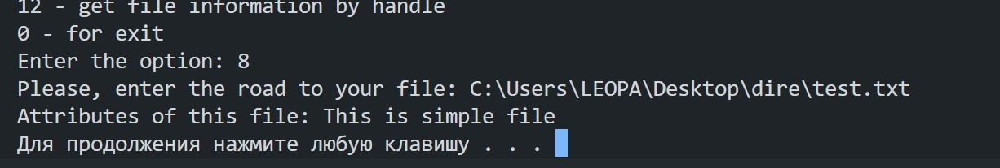 12 - get file information by handle
0 - for exit
Enter the option: 8
Please, enter the road to your file: C:\Users\LEOPA\Desktop\dire\test.txt
Attributes of this file: This is simple file
Для продолжения нажмите любую клавишу . . .